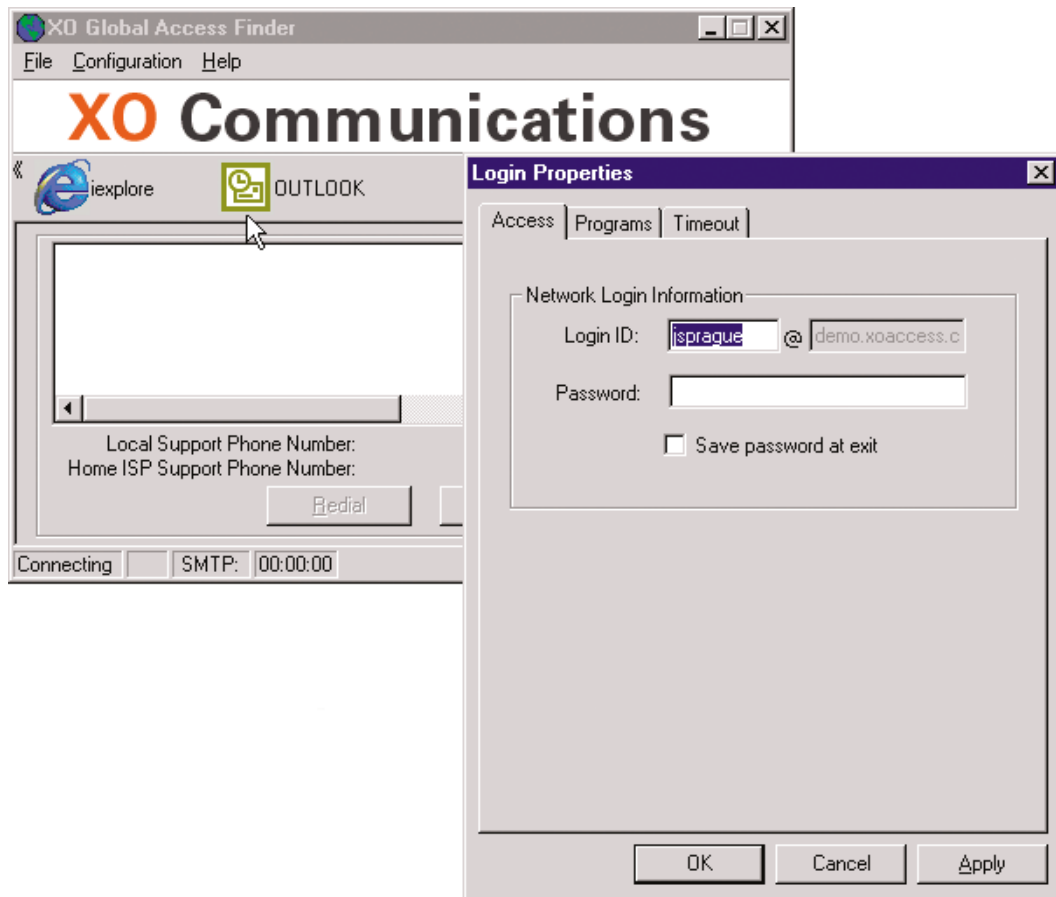 XO Global Access Finder
File Configuration Help
XO Communications
iexplore
OUTLOOK
Local Support Phone Number:
Home ISP Support Phone Number:
Redial
Connecting
SMTP:
00:00:00
Login Properties
Access
Programs
Timeout
Network Login Information
Login ID: jsprague @ demo.xoaccess.c
Password:
Save password at exit
OK
Cancel
Apply